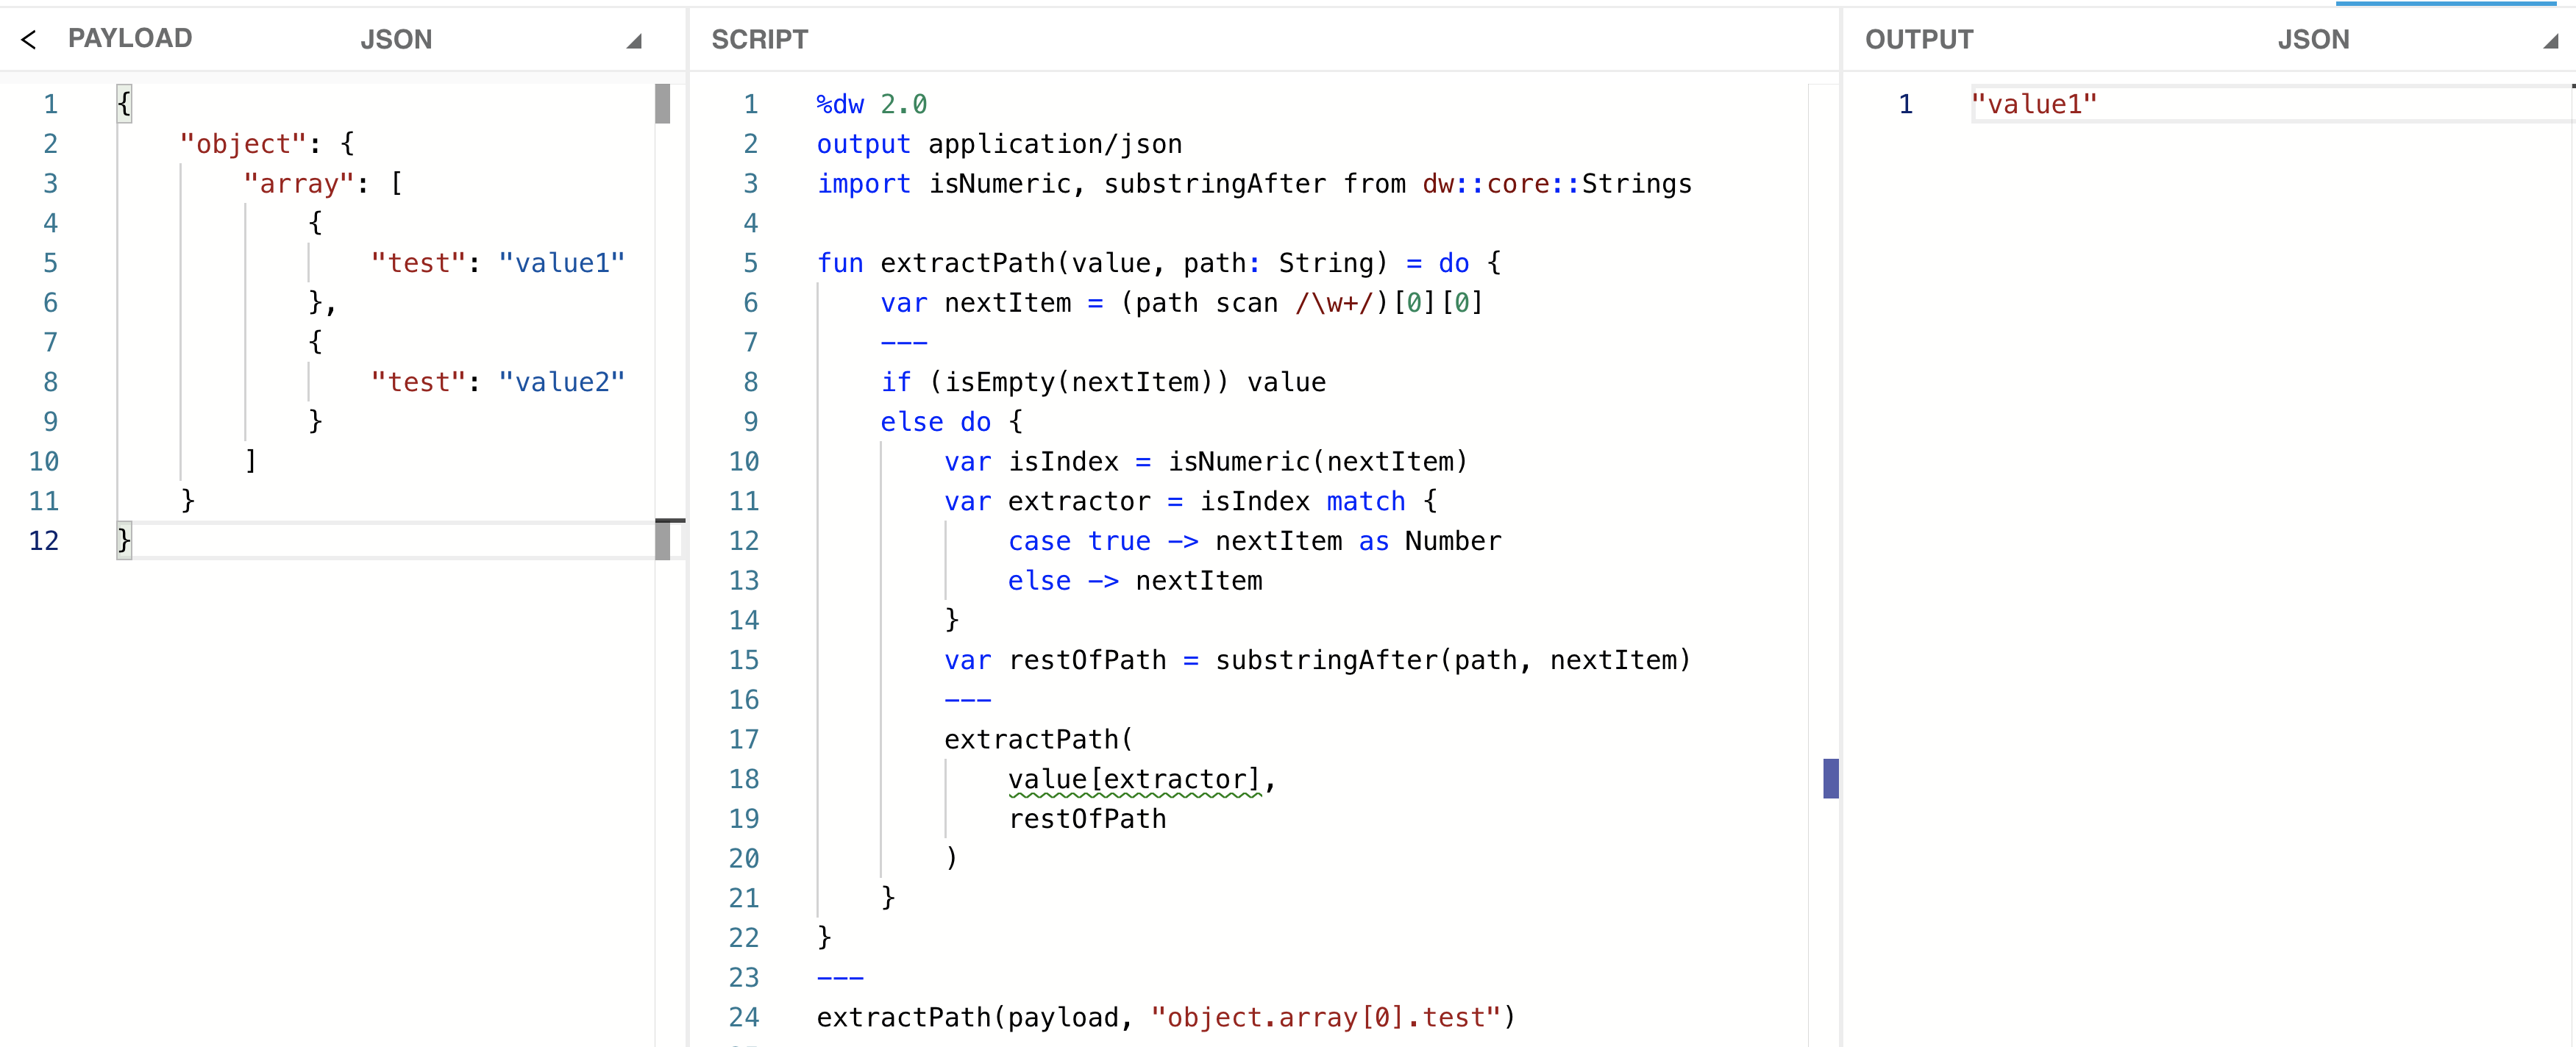 < PAYLOAD JSON
1 {
2 "object": {
3 "array": [
4 {
5 "test": "value1"
6 },
7 {
8 "test": "value2"
9 }
10 ]
11 }
12 }
SCRIPT
1 %dw 2.0
2 output application/json
3 import isNumeric, substringAfter from dw::core::Strings
4
5 fun extractPath(value, path: String) = do {
6 var nextItem = (path scan /\w+/)[0][0]
7 ---
8 if (isEmpty(nextItem)) value
9 else do {
10 var isIndex = isNumeric(nextItem)
11 var extractor = isIndex match {
12 case true -> nextItem as Number
13 else -> nextItem
14 }
15 var restOfPath = substringAfter(path, nextItem)
16 ---
17 extractPath(
18 value[extractor],
19 restOfPath
20 )
21 }
22 }
23 ---
24 extractPath(payload, "object.array[0].test")
OUTPUT JSON
1 "value1"